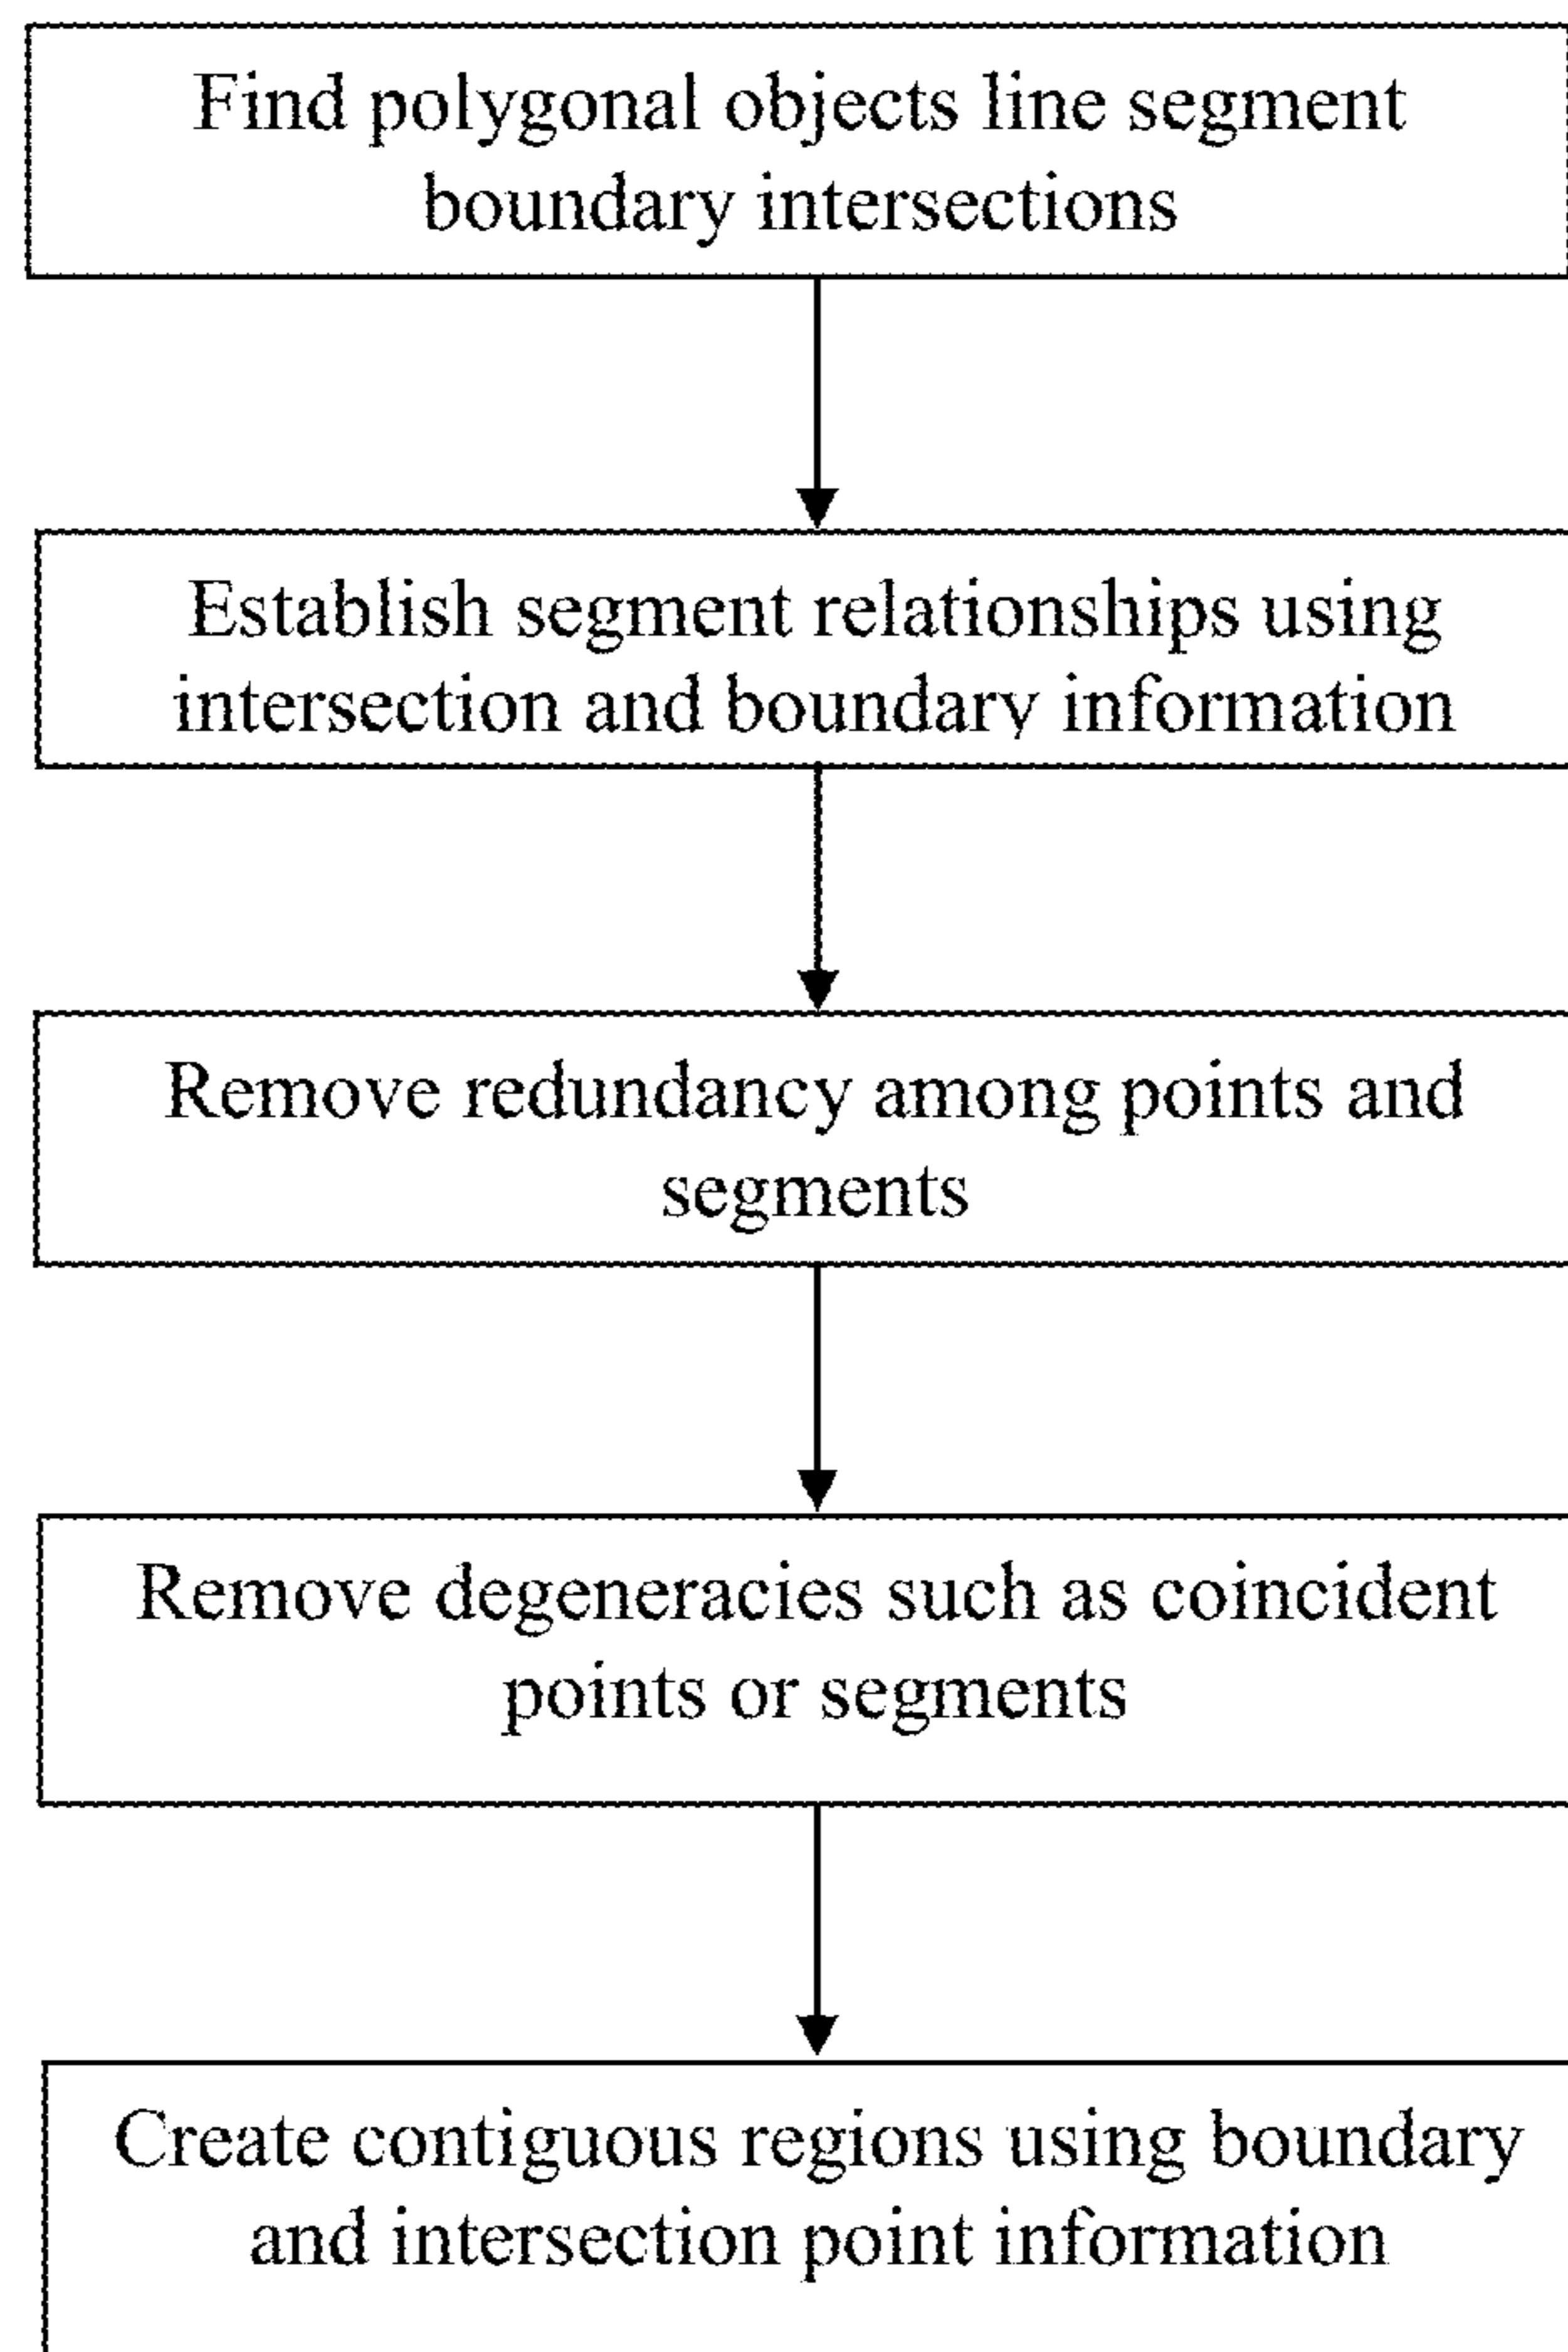 Find polygonal objects line segment
boundary intersections
Establish segment relationships using
intersection and boundary information
Remove redundancy among points and
segments
Remove degeneracies such as coincident
points or segments
Create contiguous regions using boundary
and intersection point information